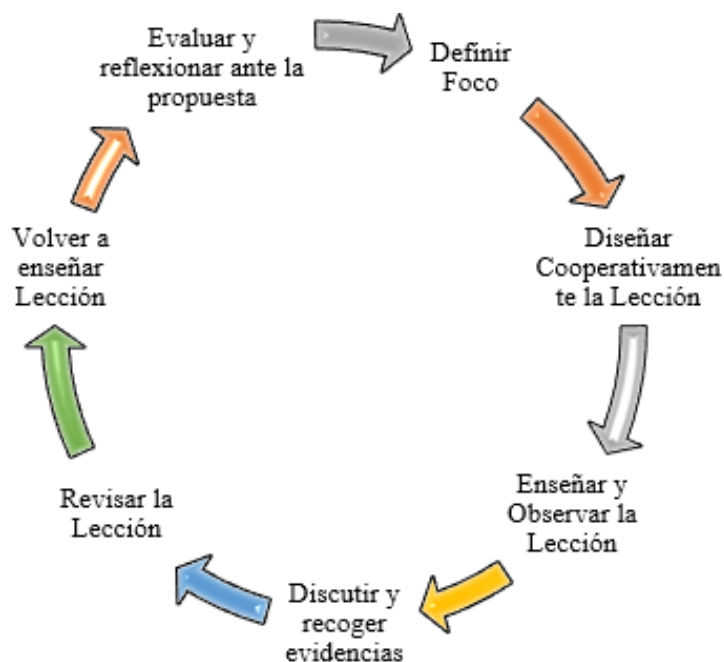 Evaluar y
reflexionar ante la
propuesta
Definir
Foco
Diseñar
Cooperativamen
te la Lección
Enseñar y
Observar la
Lección
Discutir y
recoger
evidencias
Revisar la
Lección
Volver a
enseñar
Lección